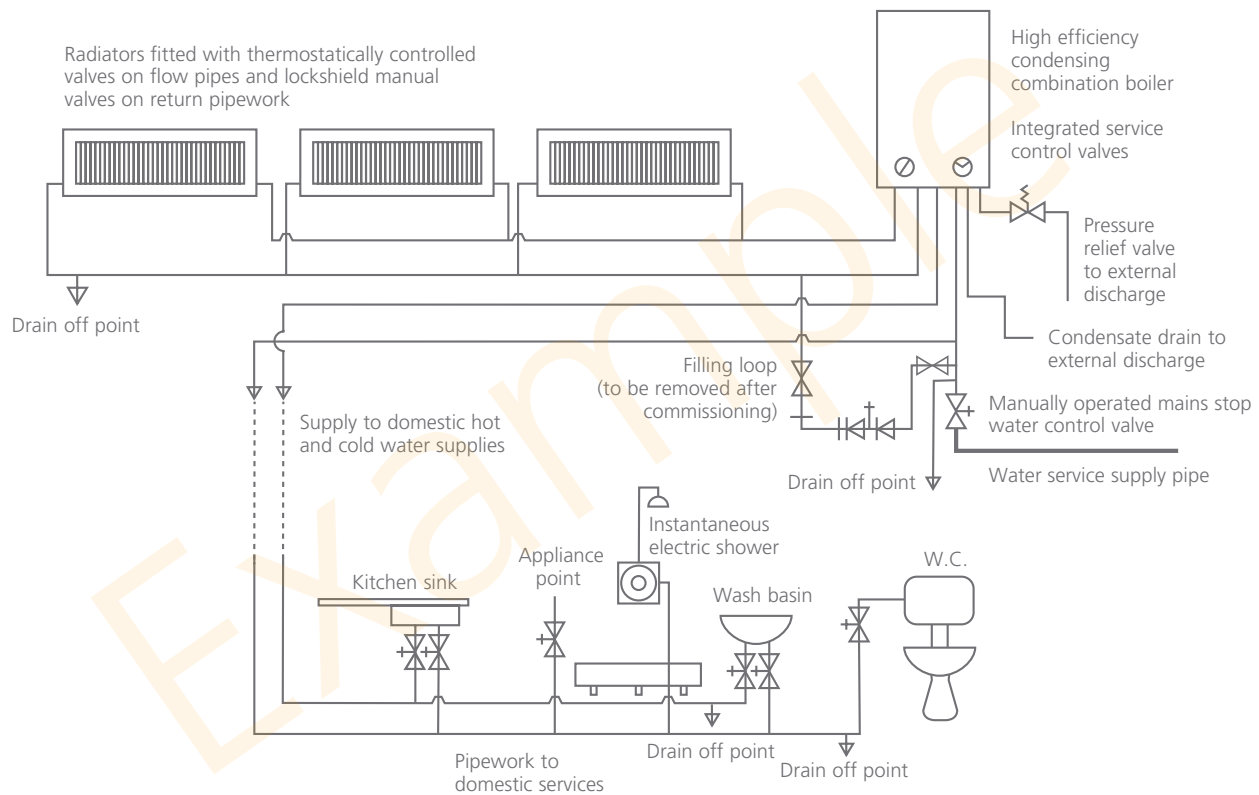 Radiators fitted with thermostatically controlled
valves on flow pipes and lockshield manual
valves on return pipework
High efficiency
condensing
combination boiler
Integrated service
control valves
Pressure
relief valve
to external
discharge
Drain off point
Condensate drain to
external discharge
Filling loop
(to be removed after
commissioning)
Manually operated mains stop
water control valve
Supply to domestic hot
and cold water supplies
Drain off point
Water service supply pipe
Instantaneous
electric shower
Appliance
point
Kitchen sink
Wash basin
W.C.
Drain off point
Drain off point
Pipework to
domestic services
Example